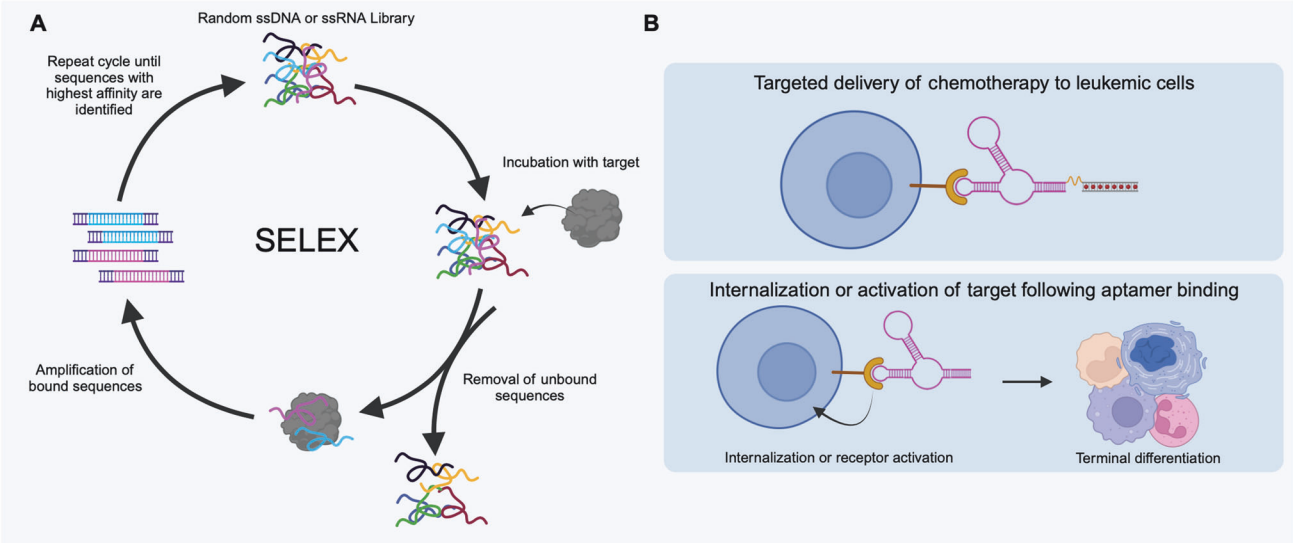 A
Random ssDNA or ssRNA Library
Repeat cycle until
sequences with
highest affinity are
identified
Incubation with target
SELEX
Amplification of
bound sequences
Removal of unbound
sequences
B
Targeted delivery of chemotherapy to leukemic cells
Internalization or activation of target following aptamer binding
Internalization or receptor activation
Terminal differentiation